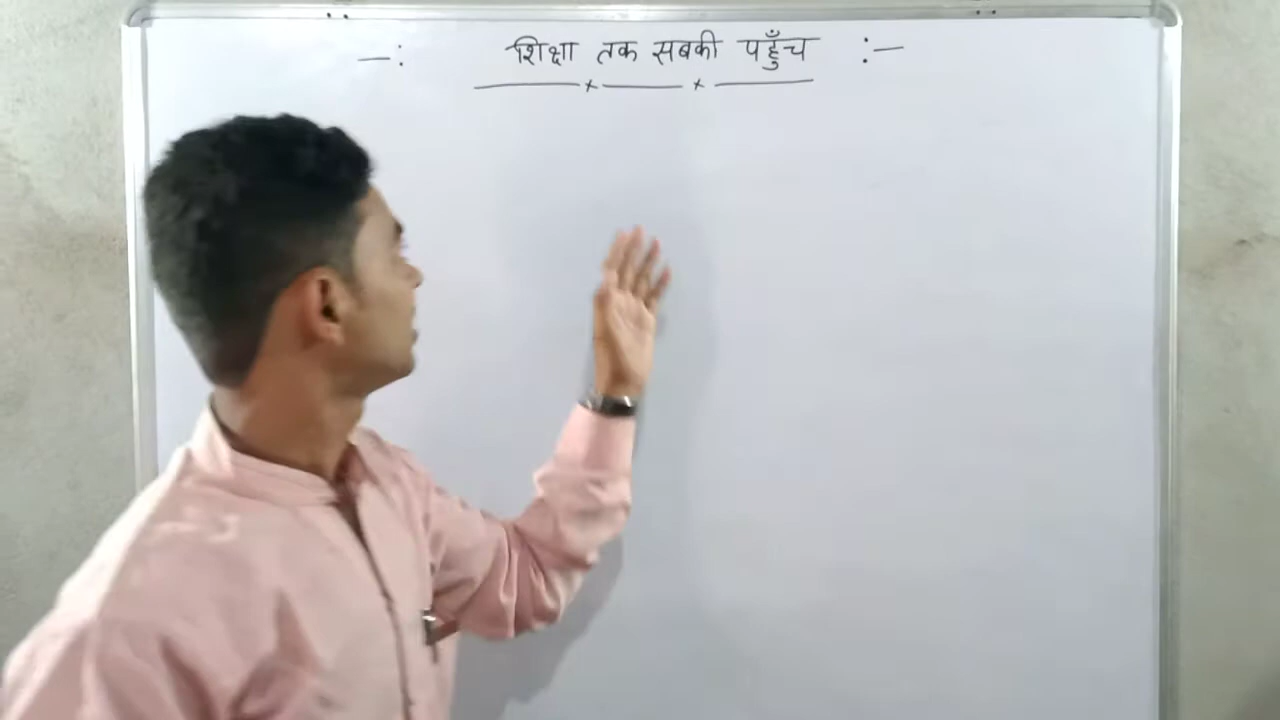 —: शिक्षा तक सबकी पहुँच :—